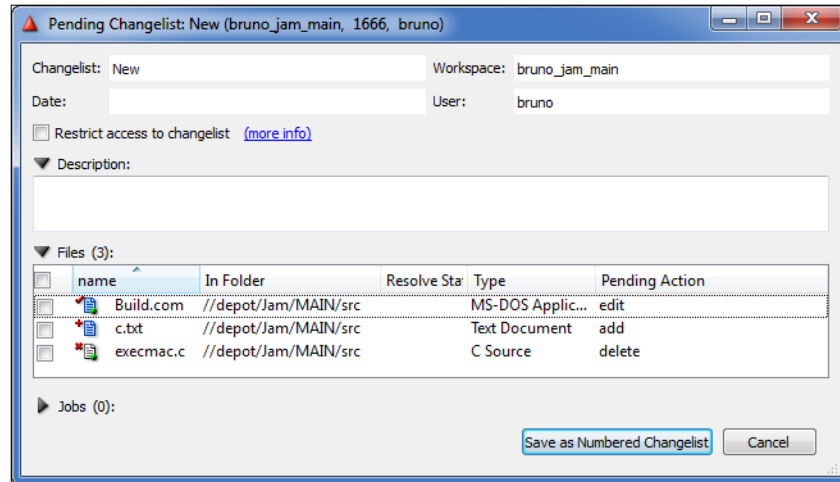 Pending Changelist: New (bruno_jam_main, 1666, bruno)
Changelist: New Workspace: bruno_jam_main
Date: User: bruno
Restrict access to changelist (more info)
Description:
Files (3):
name In Folder Resolve Sta Type Pending Action
Build.com //depot/Jam/MAIN/src MS-DOS Applic... edit
c.txt //depot/Jam/MAIN/src Text Document add
execmac.c //depot/Jam/MAIN/src C Source delete
Jobs (0):
Save as Numbered Changelist Cancel